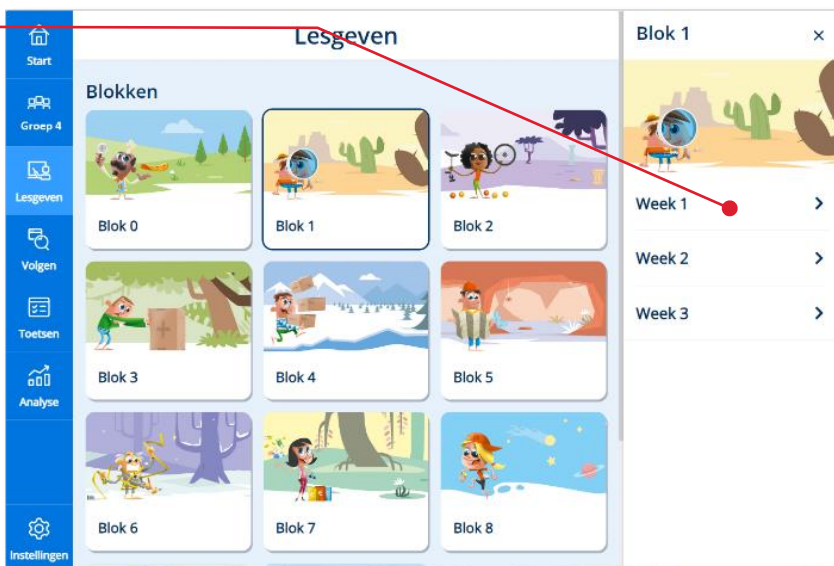 Start
Groep 4
Lesgeven
Volgen
Toetsen
Analyse
Instellingen
Lesgeven
Blokken
Blok 0
Blok 1
Blok 2
Blok 3
Blok 4
Blok 5
Blok 6
Blok 7
Blok 8
Blok 1
Week 1
Week 2
Week 3